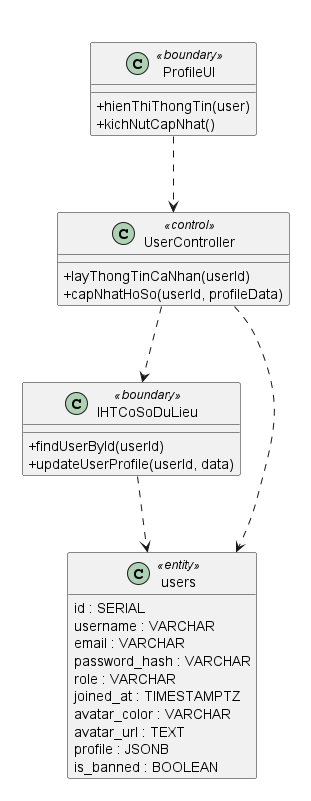 C «boundary»
ProfileUI
+hienThiThongTin(user)
+kichNutCapNhat()
C «control»
UserController
+layThongTinCaNhan(userId)
+capNhatHoSo(userId, profileData)
C «boundary»
IHTCoSoDuLieu
+findUserById(userId)
+updateUserProfile(userId, data)
C «entity»
users
id : SERIAL
username : VARCHAR
email : VARCHAR
password_hash : VARCHAR
role : VARCHAR
joined_at : TIMESTAMPTZ
avatar_color : VARCHAR
avatar_url : TEXT
profile : JSONB
is_banned : BOOLEAN